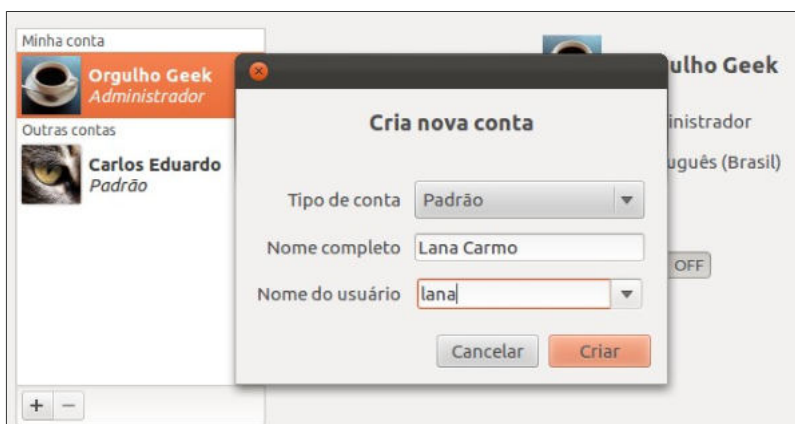 Minha conta
Orgulho Geek
Administrador
Outras contas
Carlos Eduardo
Padrão
+ −
Cria nova conta
Tipo de conta Padrão
Nome completo Lana Carmo
Nome do usuário lana
Cancelar Criar
ulho Geek
inistrador
uguês (Brasil)
OFF